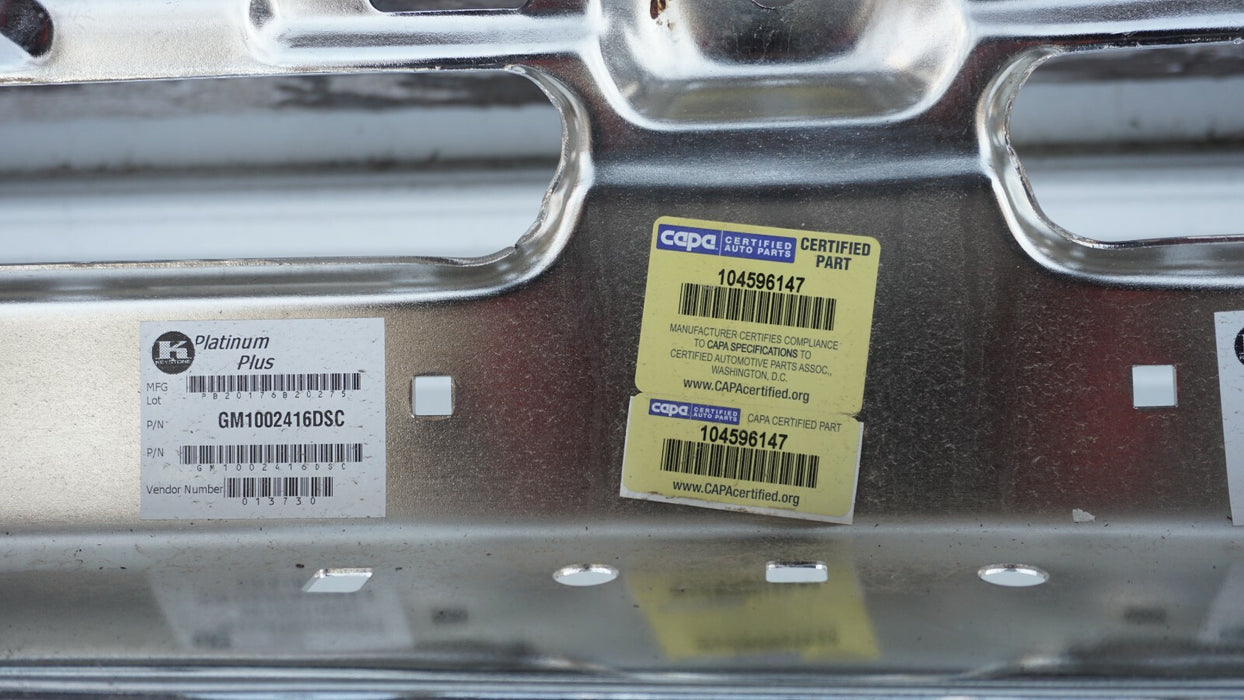 K
KEYSTONE
Platinum
Plus
MFG
Lot
PB20176B20275
P/N
GM1002416DSC
P/N
GM1002416DSC
Vendor Number
013730
capa CERTIFIED AUTO PARTS
CERTIFIED
PART
104596147
MANUFACTURER CERTIFIES COMPLIANCE
TO CAPA SPECIFICATIONS TO
CERTIFIED AUTOMOTIVE PARTS ASSOC.,
WASHINGTON, D.C.
www.CAPAcertified.org
capa CERTIFIED AUTO PARTS
CAPA CERTIFIED PART
104596147
www.CAPAcertified.org